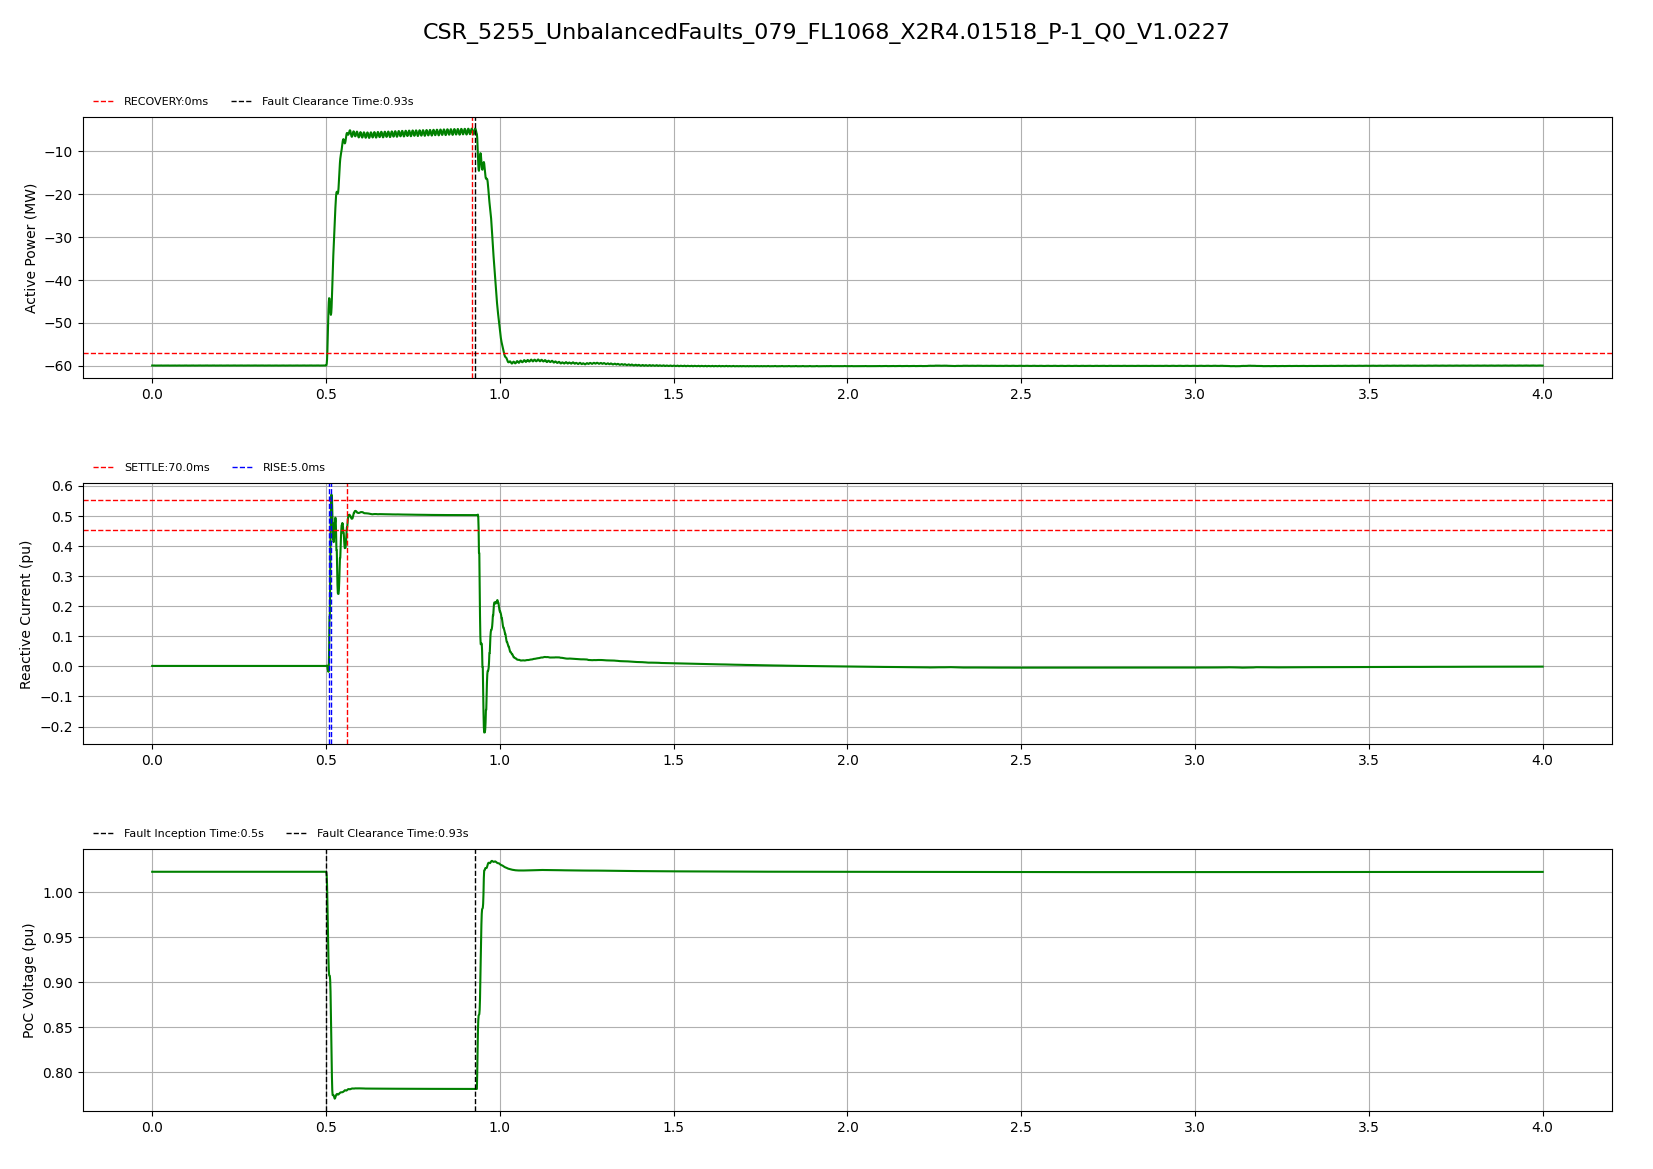 CSR_5255_UnbalancedFaults_079_FL1068_X2R4.01518_P-1_Q0_V1.0227
RECOVERY:0ms Fault Clearance Time:0.93s
Active Power (MW)
−10
−20
−30
−40
−50
−60
0.0 0.5 1.0 1.5 2.0 2.5 3.0 3.5 4.0
SETTLE:70.0ms RISE:5.0ms
Reactive Current (pu)
0.6
0.5
0.4
0.3
0.2
0.1
0.0
−0.1
−0.2
0.0 0.5 1.0 1.5 2.0 2.5 3.0 3.5 4.0
Fault Inception Time:0.5s Fault Clearance Time:0.93s
PoC Voltage (pu)
1.00
0.95
0.90
0.85
0.80
0.0 0.5 1.0 1.5 2.0 2.5 3.0 3.5 4.0